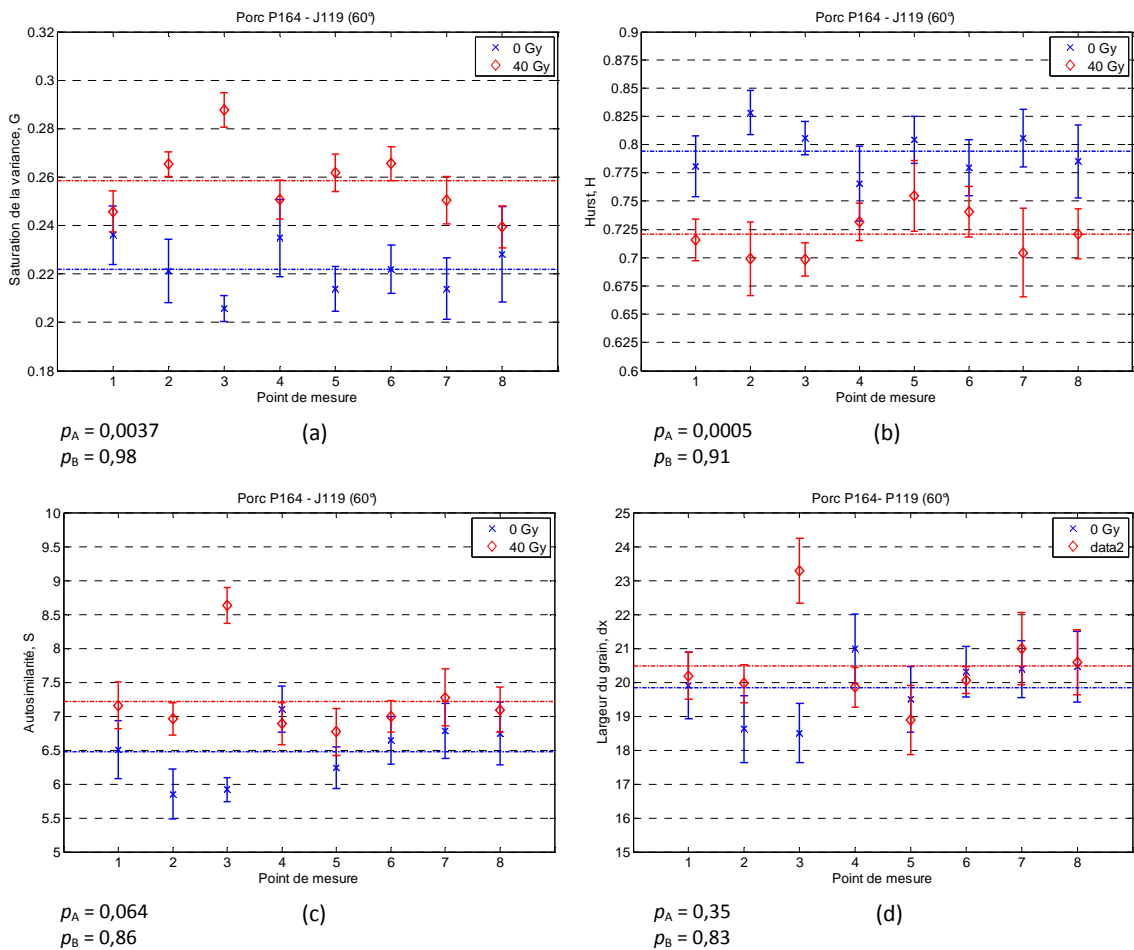 Porc P164 - J119 (60°)
0.32
0.3
0.28
0.26
0.24
0.22
0.2
0.18
Saturation de la variance, G
0 Gy
40 Gy
1 2 3 4 5 6 7 8
Point de mesure
pA = 0,0037
(a)
pB = 0,98
Porc P164 - J119 (60°)
0.9
0.875
0.85
0.825
0.8
0.775
0.75
0.725
0.7
0.675
0.65
0.625
0.6
Hurst, H
0 Gy
40 Gy
1 2 3 4 5 6 7 8
Point de mesure
pA = 0,0005
(b)
pB = 0,91
Porc P164 - J119 (60°)
10
9.5
9
8.5
8
7.5
7
6.5
6
5.5
5
Autosimilarité, S
0 Gy
40 Gy
1 2 3 4 5 6 7 8
Point de mesure
pA = 0,064
(c)
pB = 0,86
Porc P164- P119 (60°)
25
24
23
22
21
20
19
18
17
16
15
Largeur du grain, dx
0 Gy
data2
1 2 3 4 5 6 7 8
Point de mesure
pA = 0,35
(d)
pB = 0,83